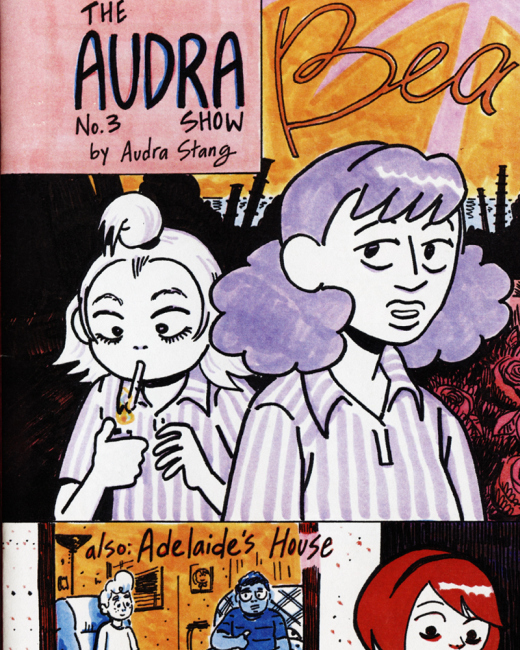 THE
AUDRA
No.3 SHOW
by Audra Stang
Bea
also: Adelaide's House